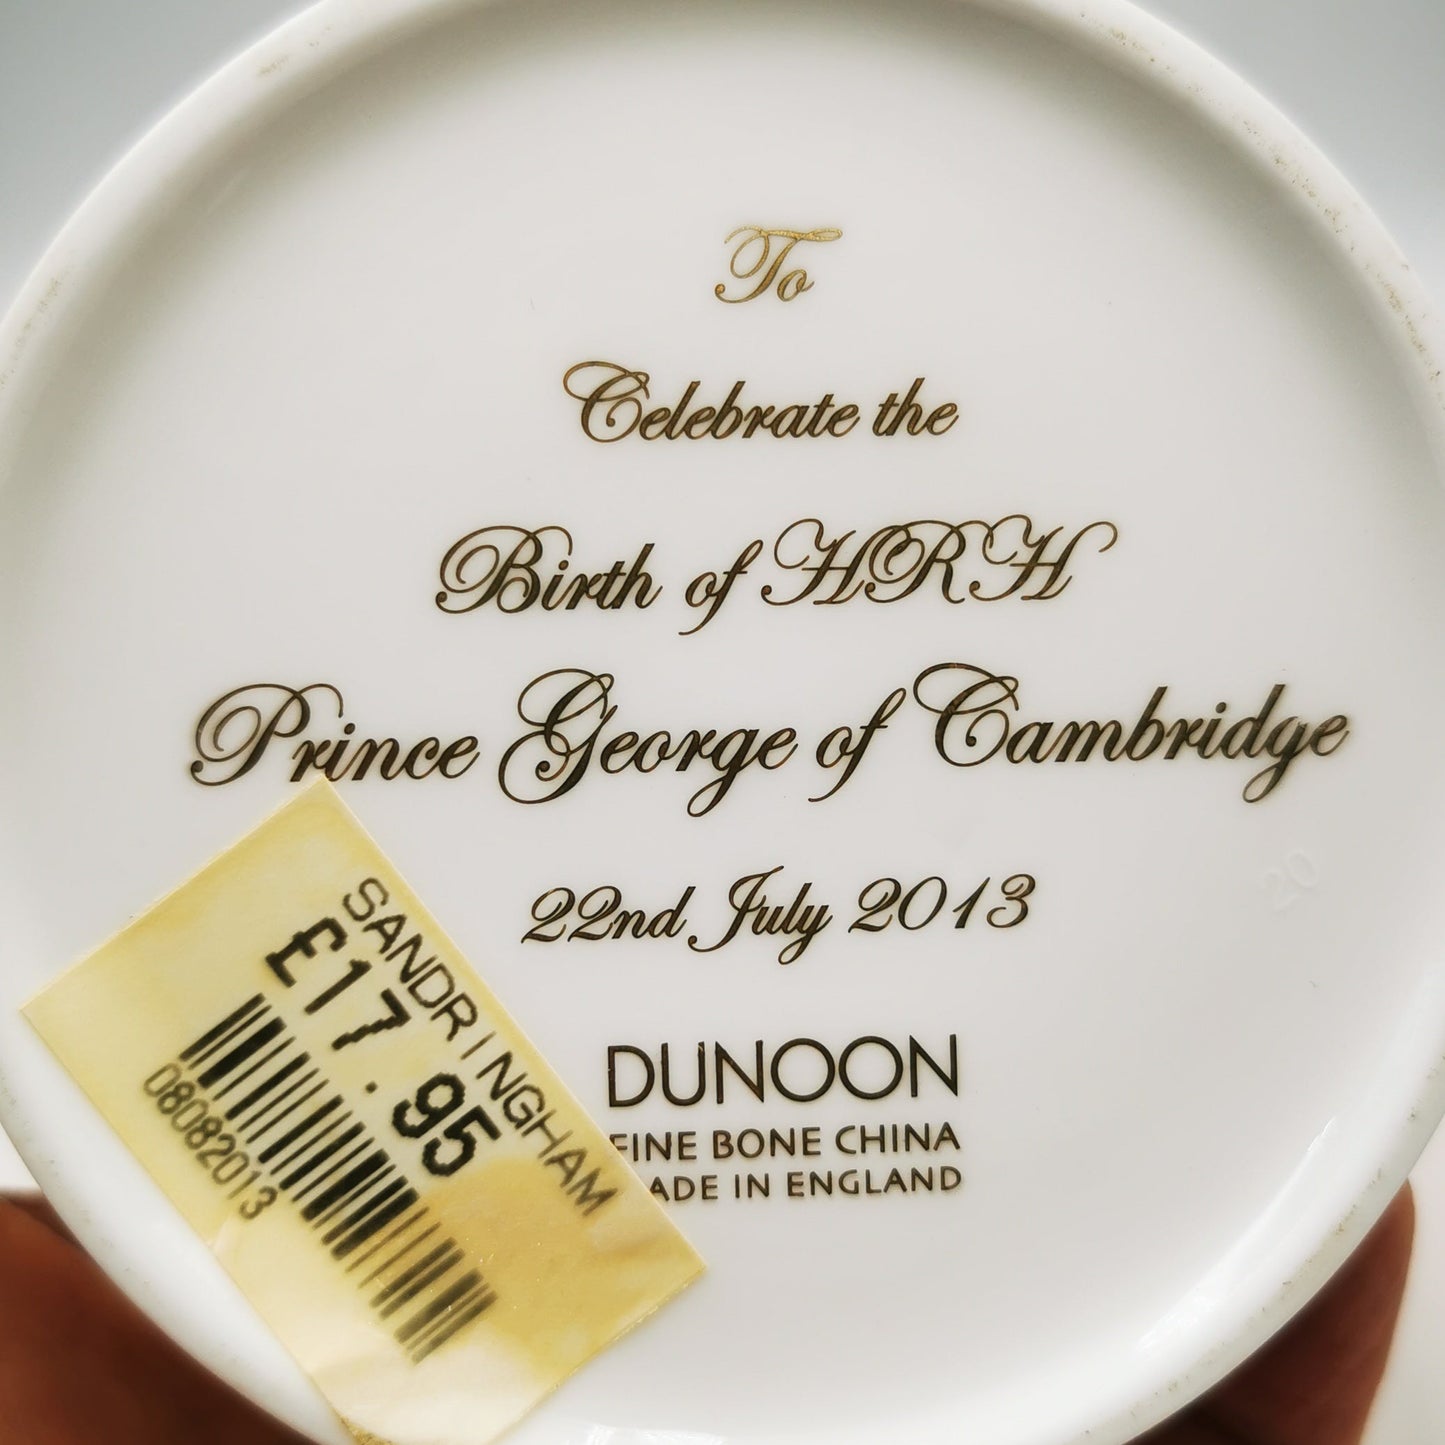 To
Celebrate the
Birth of HRH
Prince George of Cambridge
22nd July 2013
DUNOON
FINE BONE CHINA
ADE IN ENGLAND
SANDRINGHAM
£17.95
08082013
20